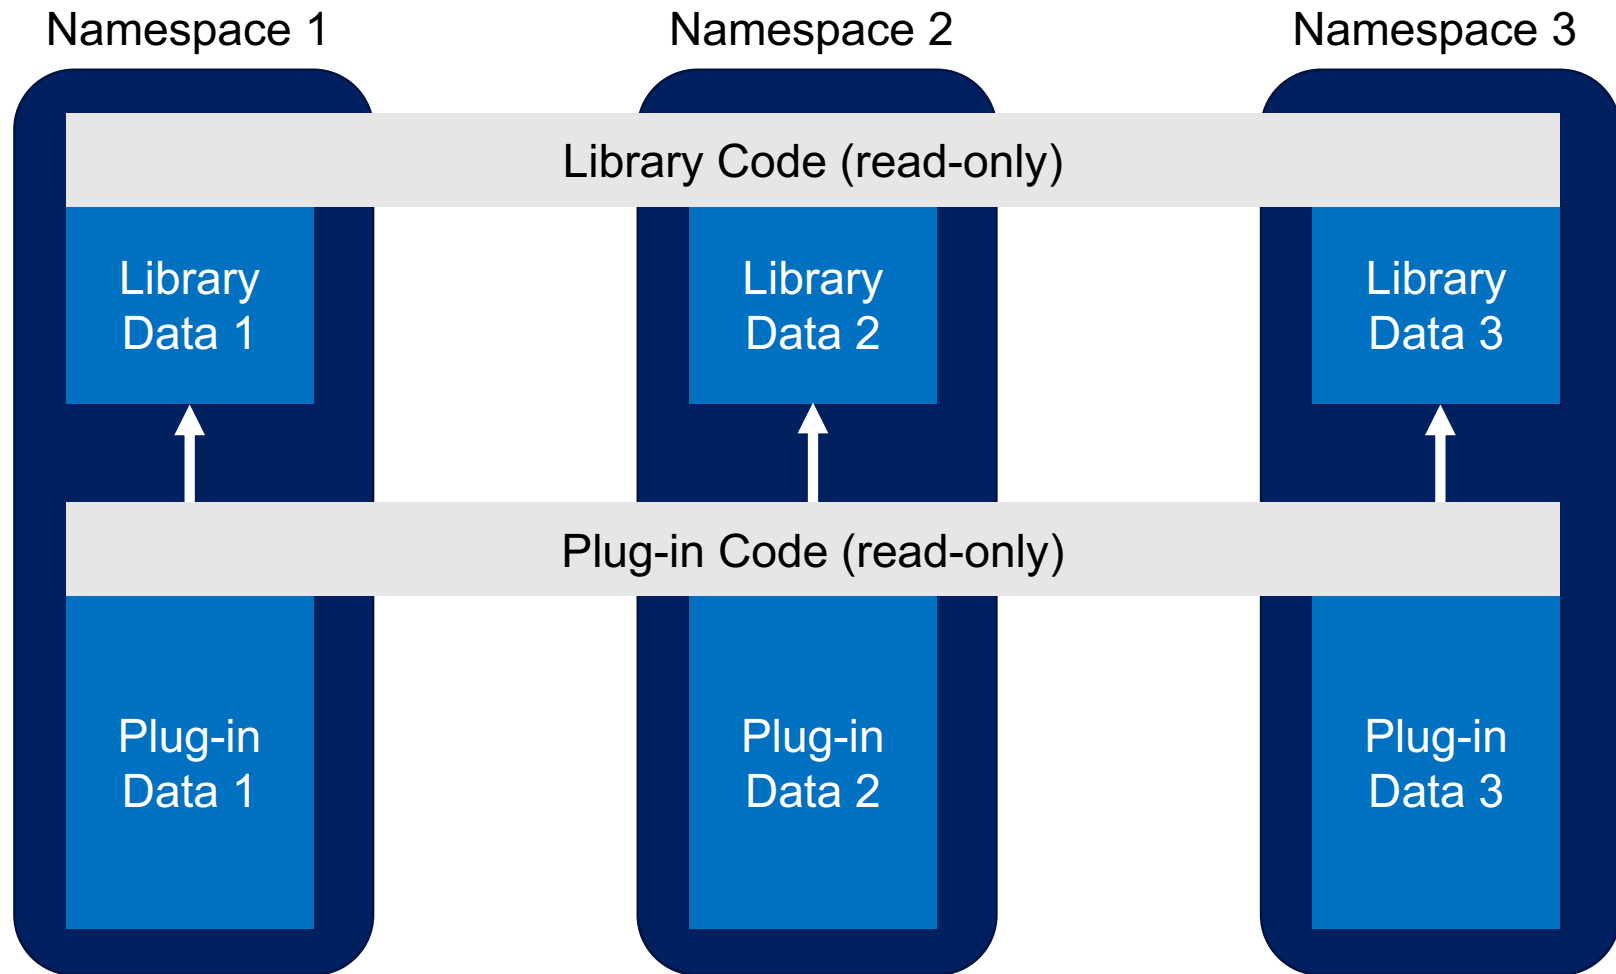 Namespace 1
Namespace 2
Namespace 3
Library Code (read-only)
Library
Data 1
Library
Data 2
Library
Data 3
Plug-in Code (read-only)
Plug-in
Data 1
Plug-in
Data 2
Plug-in
Data 3